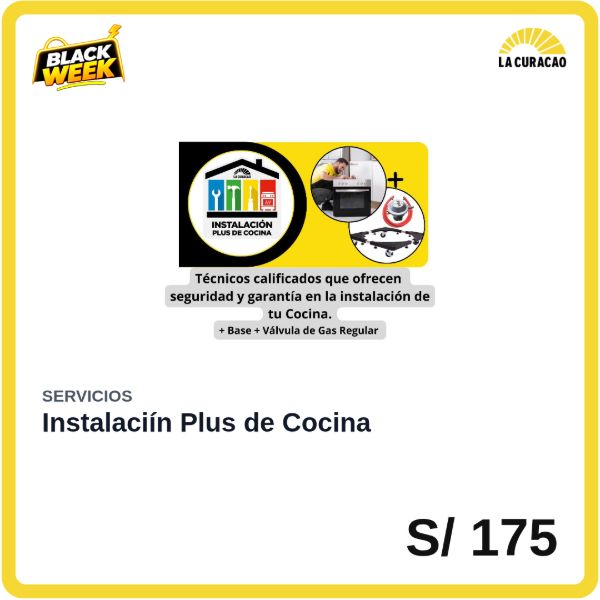 BLACK
WEEK
LA CURACAO
LA CURACAO
INSTALACIÓN
PLUS DE COCINA
+
Técnicos calificados que ofrecen
seguridad y garantía en la instalación de
tu Cocina.
+ Base + Válvula de Gas Regular
SERVICIOS
Instalaciín Plus de Cocina
S/ 175